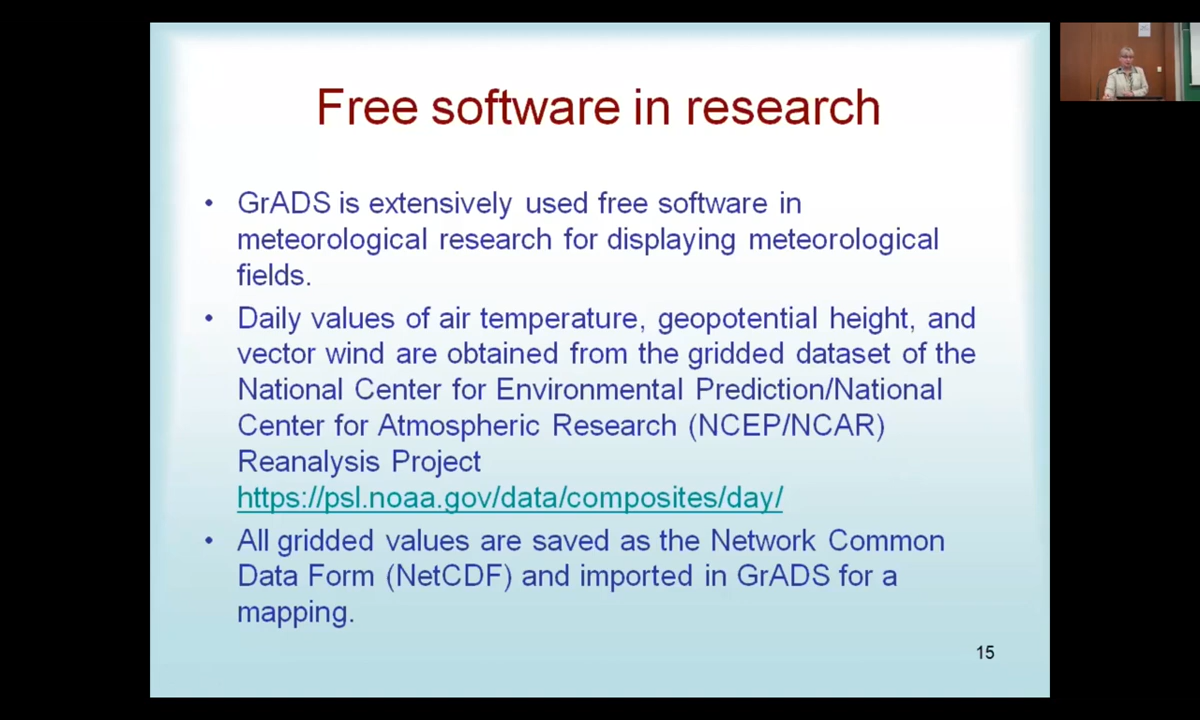 Free software in research
• GrADS is extensively used free software in
meteorological research for displaying meteorological
fields.
• Daily values of air temperature, geopotential height, and
vector wind are obtained from the gridded dataset of the
National Center for Environmental Prediction/National
Center for Atmospheric Research (NCEP/NCAR)
Reanalysis Project
https://psl.noaa.gov/data/composites/day/
• All gridded values are saved as the Network Common
Data Form (NetCDF) and imported in GrADS for a
mapping.
15